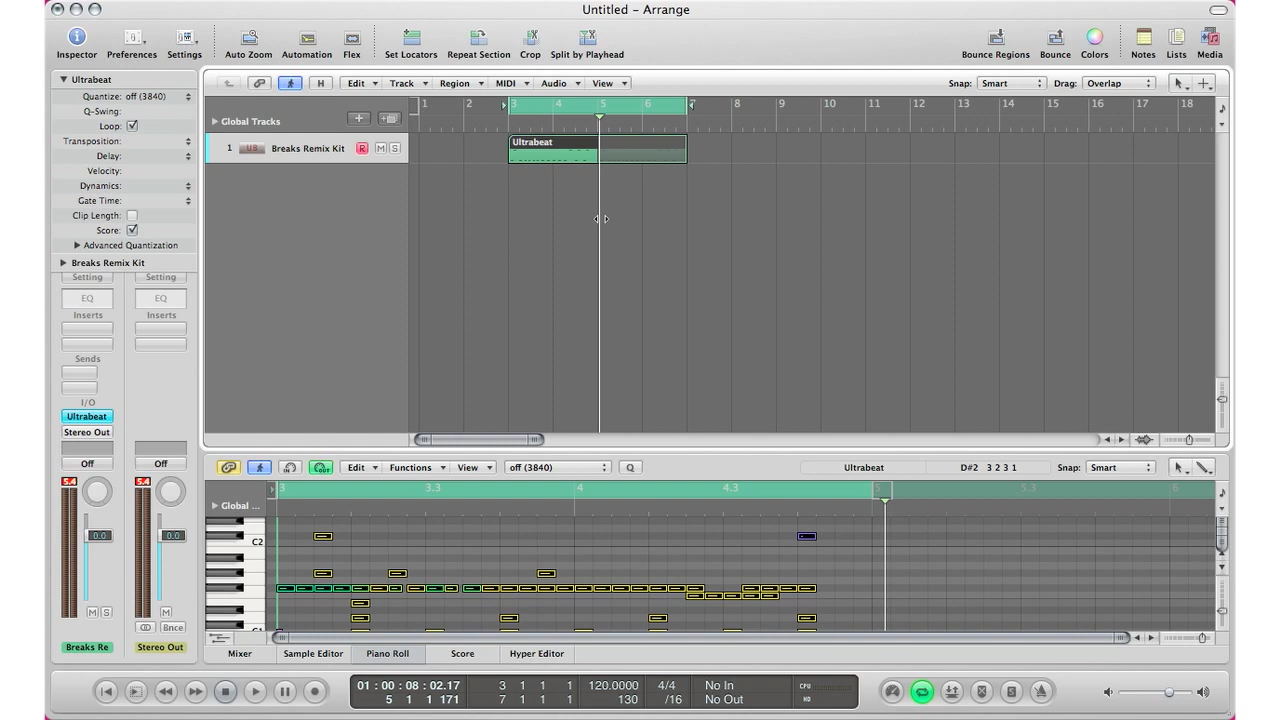 Untitled - Arrange
Inspector Preferences Settings Auto Zoom Automation Flex Set Locators Repeat Section Crop Split by Playhead Bounce Regions Bounce Colors Notes Lists Media
Ultrabeat
H Edit Track Region MIDI Audio View Snap: Smart Drag: Overlap
Quantize: off (3840)
Q-Swing:
Loop:
Transposition:
Delay:
Velocity:
Dynamics:
Gate Time:
Clip Length:
Score:
Advanced Quantization
Breaks Remix Kit
1 2 3 4 5 6 7 8 9 10 11 12 13 14 15 16 17 18
Global Tracks
1 UB Breaks Remix Kit R M S
Ultrabeat
Setting Setting
EQ EQ
Inserts Inserts
Sends
I/O
Ultrabeat
Stereo Out
Off Off
5.4 5.4
0.0 0.0
M S M
Bnce
Breaks Re Stereo Out
Edit Functions View off (3840) Q Ultrabeat D#2 3 2 3 1 Snap: Smart
3 3.3 4 4.3 5 5.3 6
Global ...
C2
C1
Mixer Sample Editor Piano Roll Score Hyper Editor
01 : 00 : 08 : 02.17 3 1 1 1 120.0000 4/4 No In CPU
5 1 1 171 7 1 1 1 130 /16 No Out HD